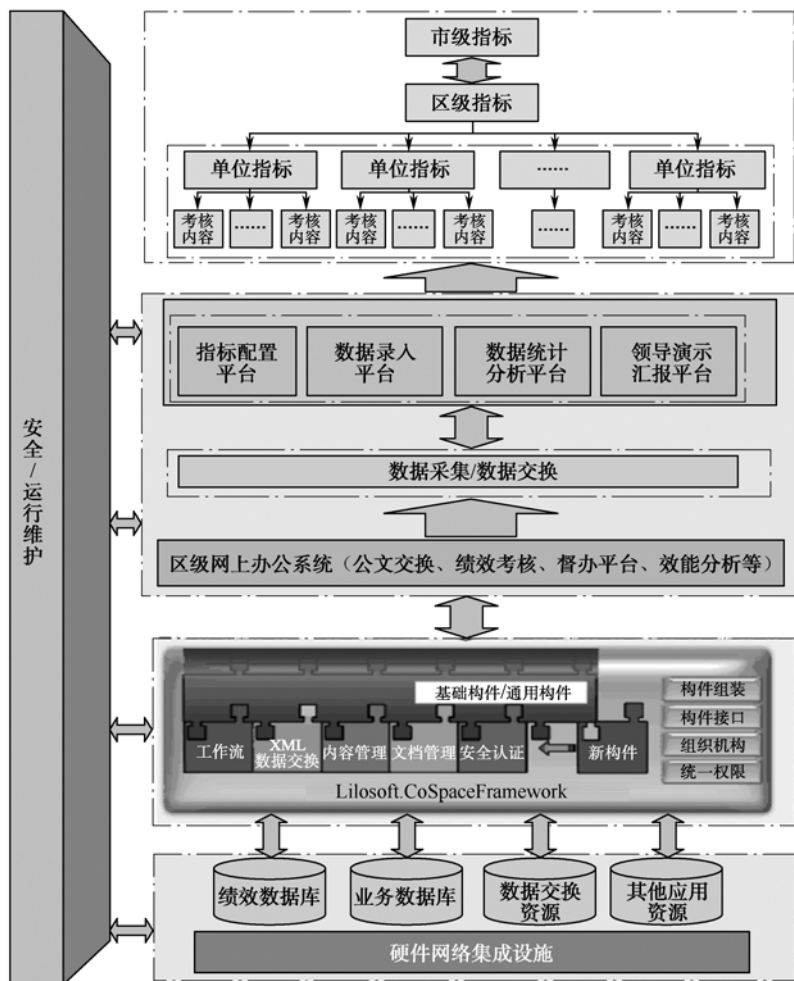 市级指标
区级指标
单位指标
单位指标
……
单位指标
考核
内容
……
考核
内容
考核
内容
……
考核
内容
……
考核
内容
……
考核
内容
指标配置
平台
数据录入
平台
数据统计
分析平台
领导演示
汇报平台
数据采集/数据交换
区级网上办公系统（公文交换、绩效考核、督办平台、效能分析等）
安全/运行维护
基础构件/通用构件
工作流
XML
数据交换
内容管理
文档管理
安全认证
新构件
构件组装
构件接口
组织机构
统一权限
Lilosoft.CoSpaceFramework
绩效数据库
业务数据库
数据交换
资源
其他应用
资源
硬件网络集成设施